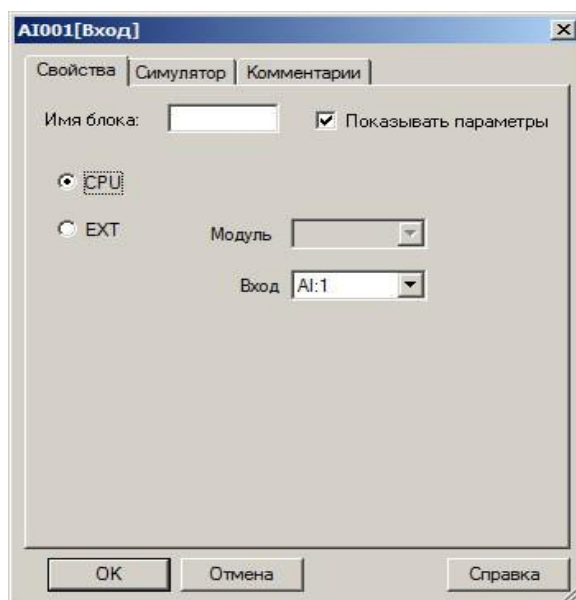 AI001[Вход]
Свойства Симулятор Комментарии
Имя блока: Показывать параметры
CPU
EXT Модуль
Вход AI:1
OK Отмена Справка